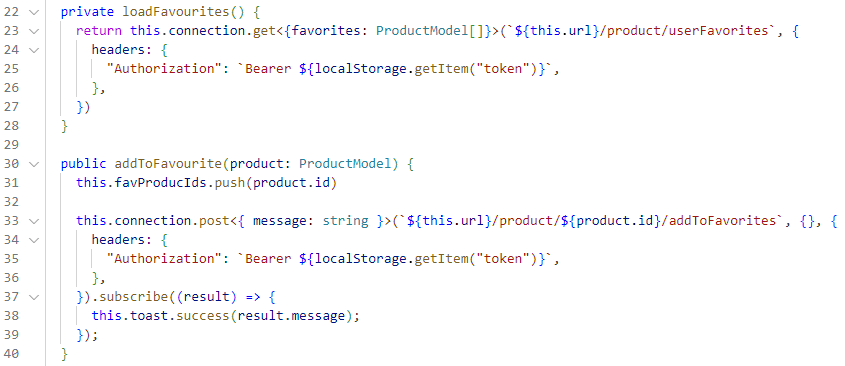 22 private loadFavourites() {
23 return this.connection.get<{favorites: ProductModel[]}>(`${this.url}/product/userFavorites`, {
24 headers: {
25 "Authorization": `Bearer ${localStorage.getItem("token")}`,
26 },
27 })
28 }
29
30 public addToFavourite(product: ProductModel) {
31 this.favProducIds.push(product.id)
32
33 this.connection.post<{ message: string }>(`${this.url}/product/${product.id}/addToFavorites`, {}, {
34 headers: {
35 "Authorization": `Bearer ${localStorage.getItem("token")}`,
36 },
37 }).subscribe((result) => {
38 this.toast.success(result.message);
39 });
40 }